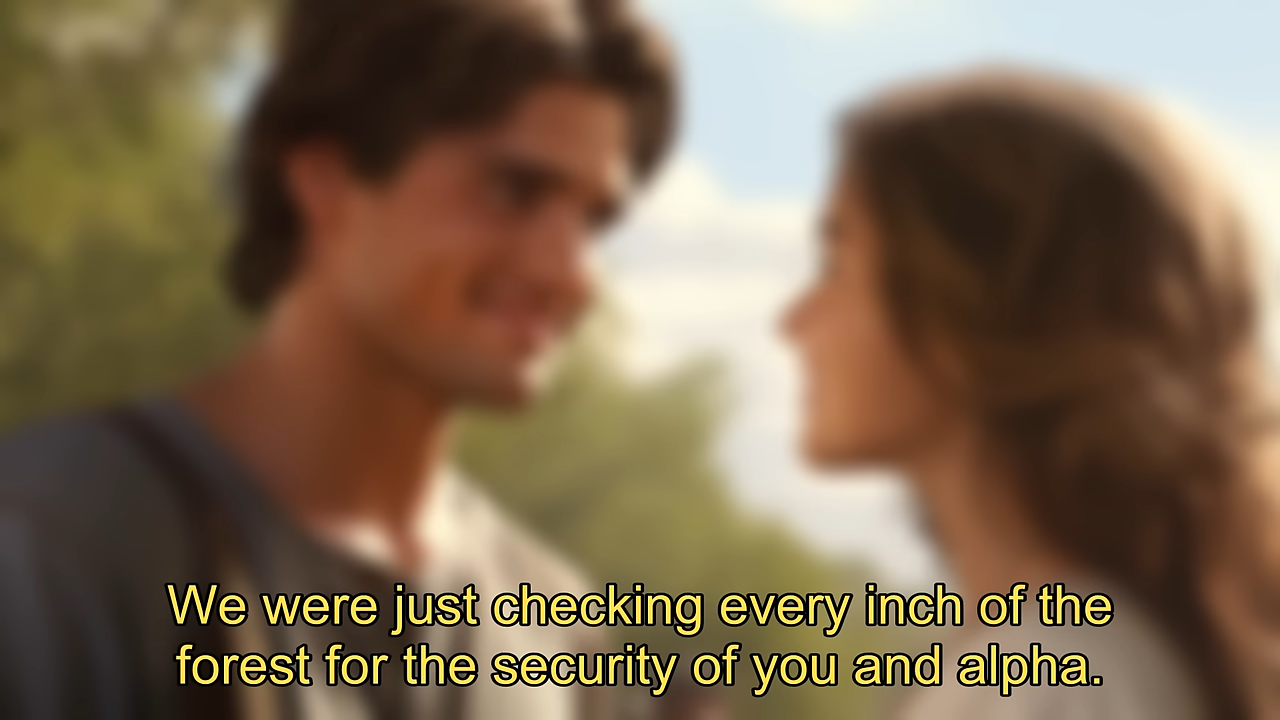 We were just checking every inch of the
forest for the security of you and alpha.